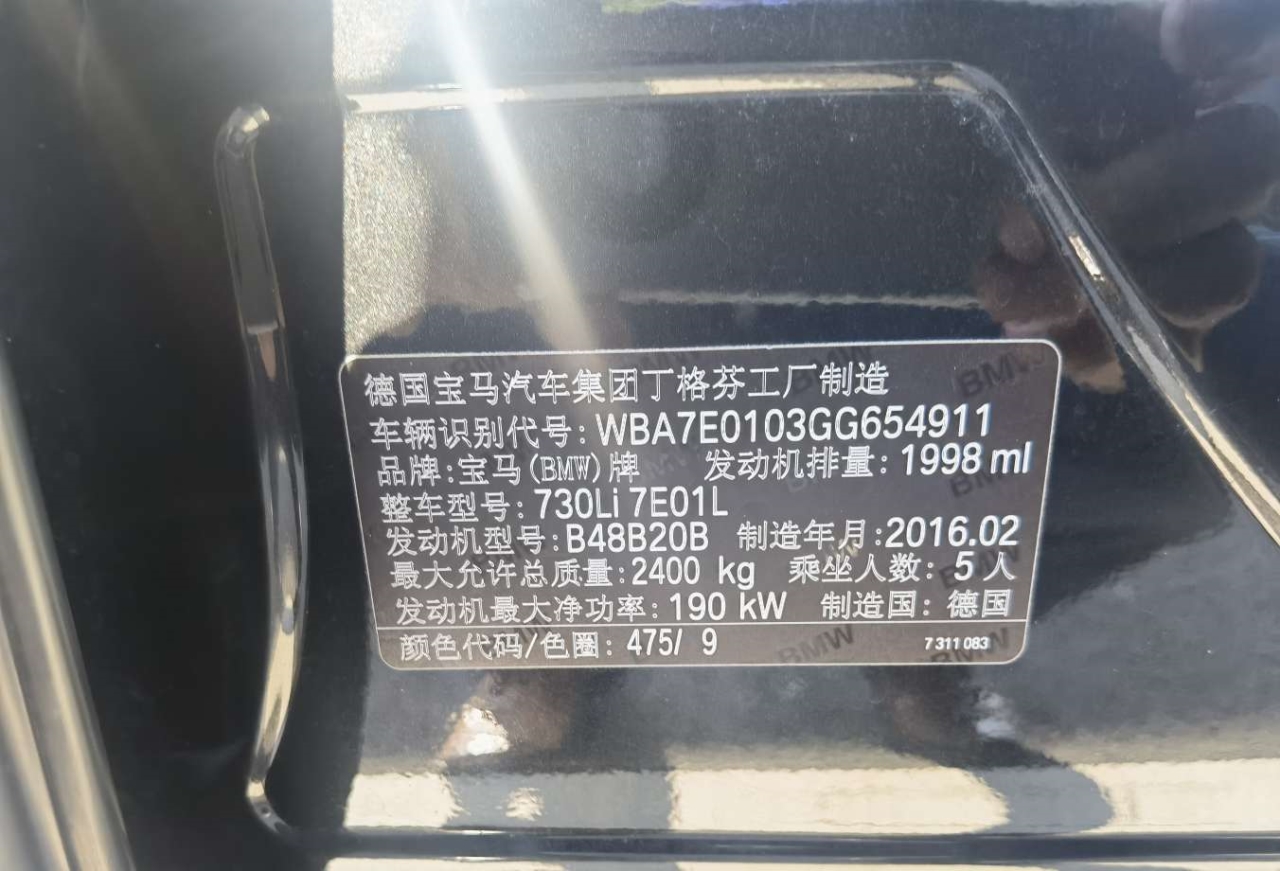 德国宝马汽车集团丁格芬工厂制造
车辆识别代号: WBA7E0103GG654911
品牌: 宝马(BMW)牌 发动机排量: 1998 ml
整车型号: 730Li 7E01L
发动机型号: B48B20B 制造年月: 2016.02
最大允许总质量: 2400 kg 乘坐人数: 5人
发动机最大净功率: 190 kW 制造国: 德国
颜色代码/色圈: 475/ 9 7 311 083